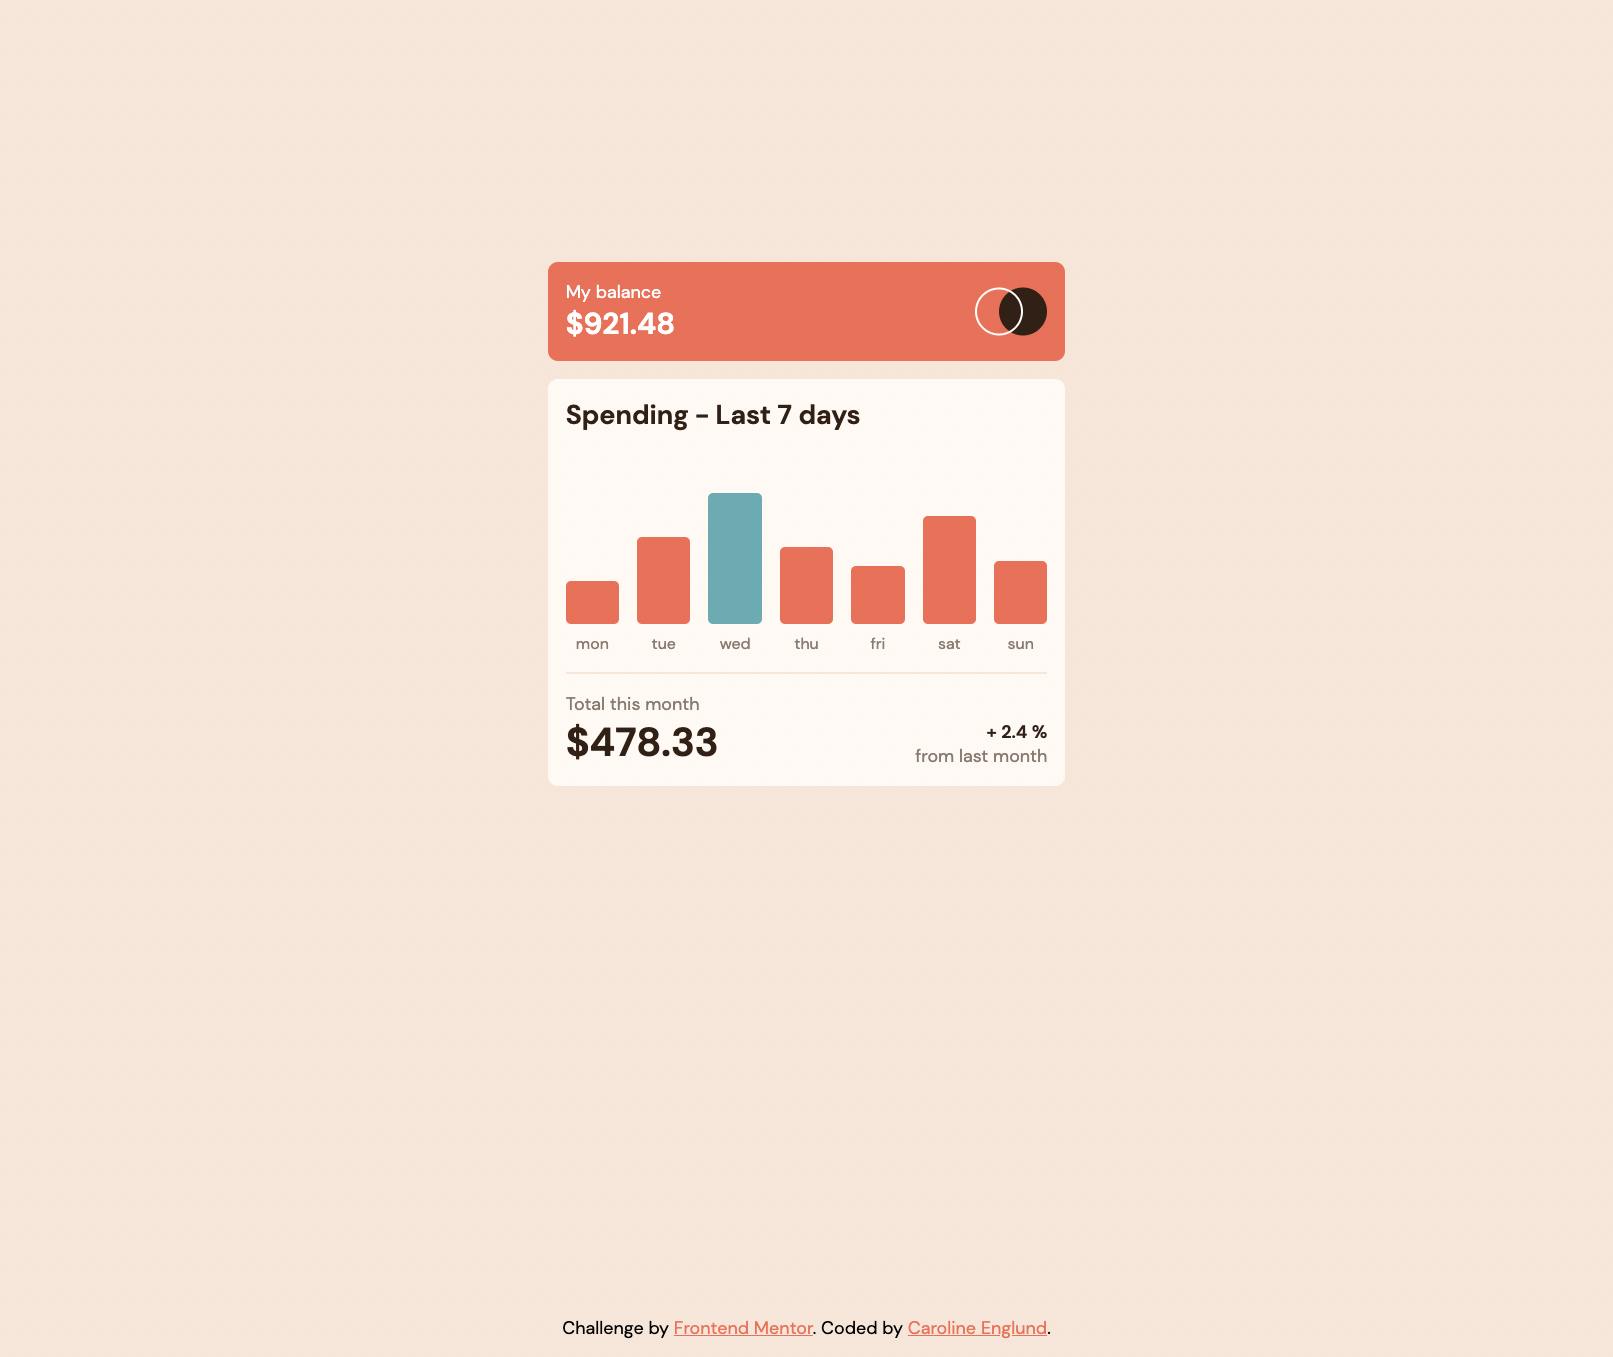 My balance
$921.48
Spending - Last 7 days
mon tue wed thu fri sat sun
Total this month
$478.33
+ 2.4 %
from last month
Challenge by Frontend Mentor. Coded by Caroline Englund.